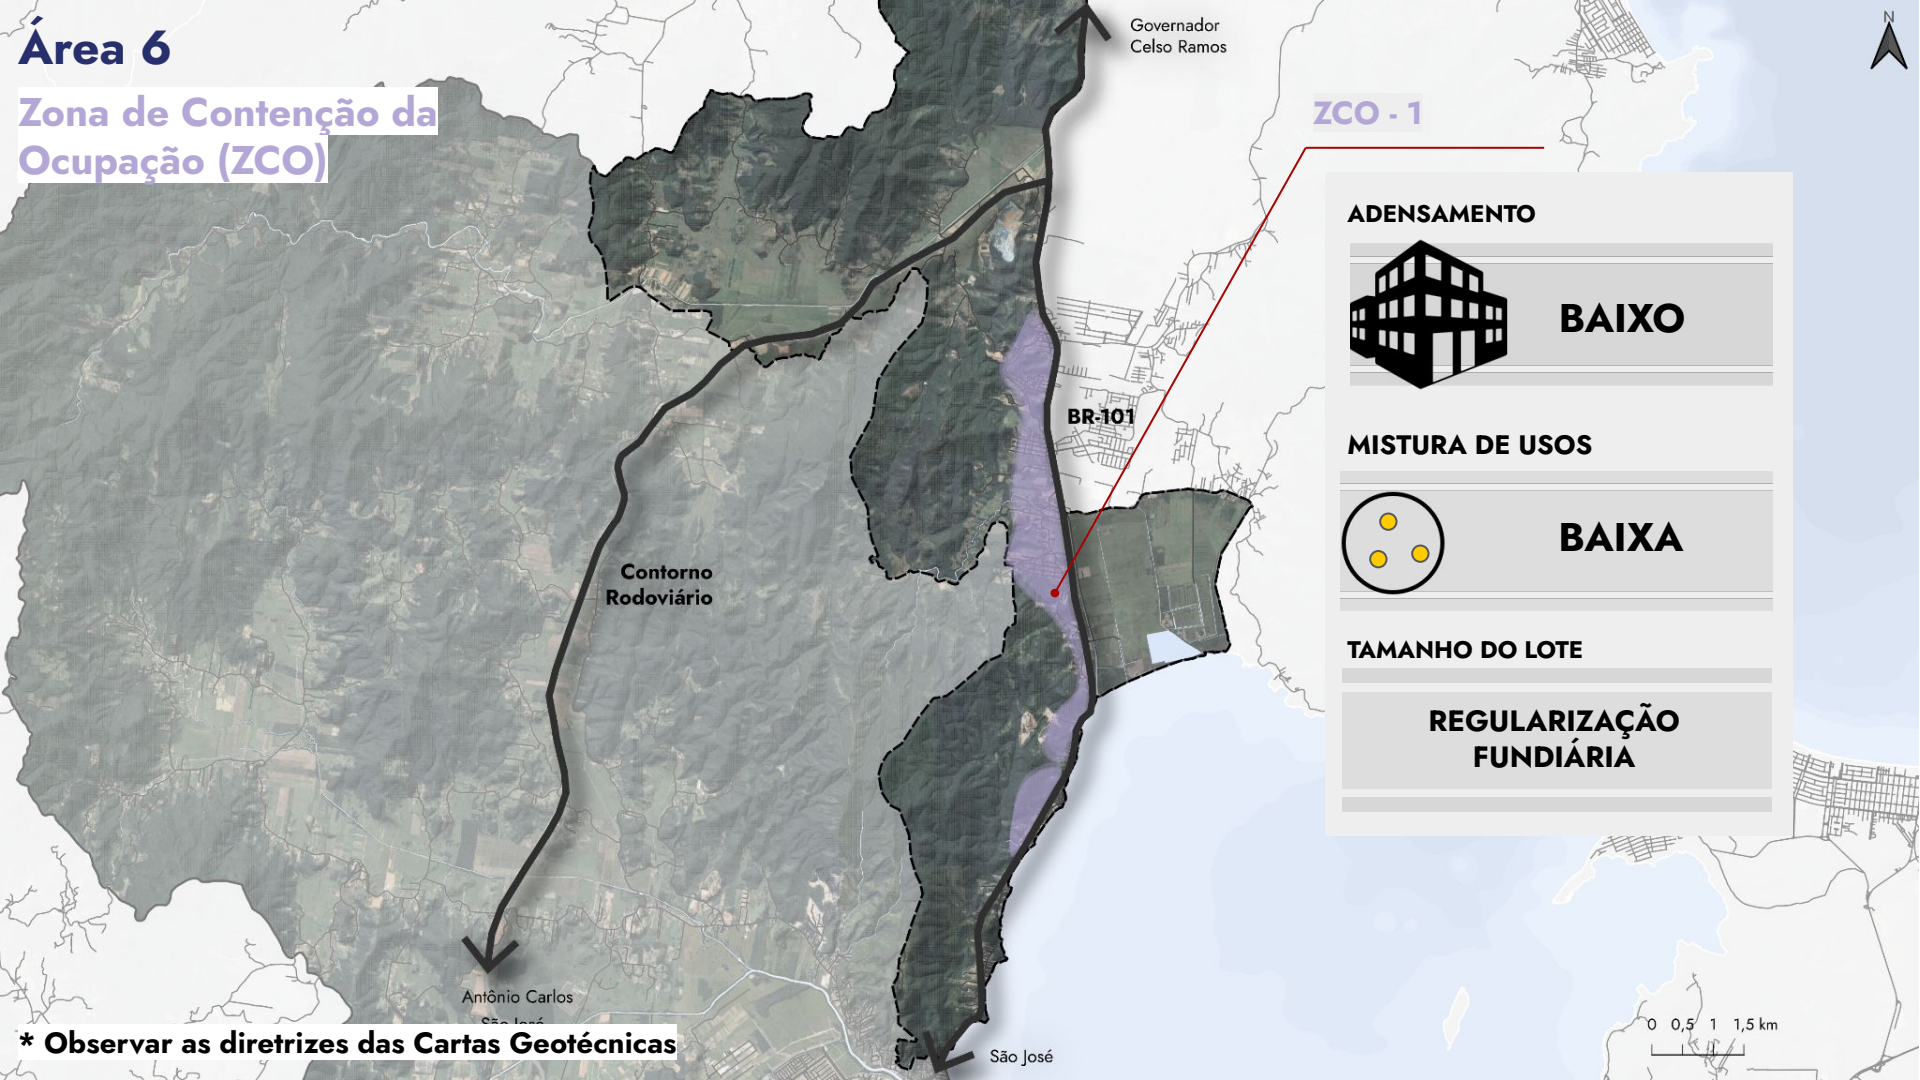 Área 6
Zona de Contenção da
Ocupação (ZCO)
Governador
Celso Ramos
N
ZCO - 1
ADENSAMENTO
BAIXO
MISTURA DE USOS
BAIXA
TAMANHO DO LOTE
REGULARIZAÇÃO
FUNDIÁRIA
BR-101
Contorno
Rodoviário
Antônio Carlos
São José
* Observar as diretrizes das Cartas Geotécnicas
São José
0 0,5 1 1,5 km